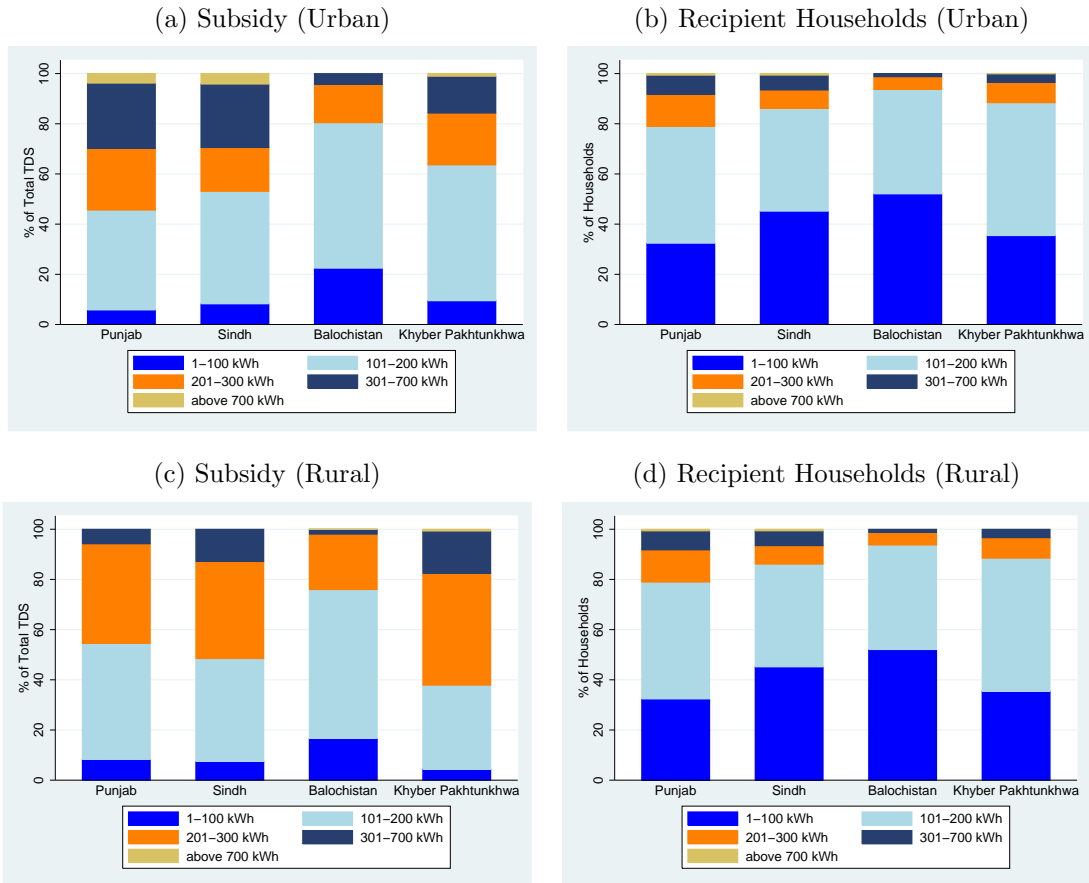 (a) Subsidy (Urban)
(b) Recipient Households (Urban)
% of Total TDS
0 20 40 60 80 100
Punjab Sindh Balochistan Khyber Pakhtunkhwa
1–100 kWh 101–200 kWh
201–300 kWh 301–700 kWh
above 700 kWh
% of Households
0 20 40 60 80 100
Punjab Sindh Balochistan Khyber Pakhtunkhwa
1–100 kWh 101–200 kWh
201–300 kWh 301–700 kWh
above 700 kWh
(c) Subsidy (Rural)
(d) Recipient Households (Rural)
% of Total TDS
0 20 40 60 80 100
Punjab Sindh Balochistan Khyber Pakhtunkhwa
1–100 kWh 101–200 kWh
201–300 kWh 301–700 kWh
above 700 kWh
% of Households
0 20 40 60 80 100
Punjab Sindh Balochistan Khyber Pakhtunkhwa
1–100 kWh 101–200 kWh
201–300 kWh 301–700 kWh
above 700 kWh